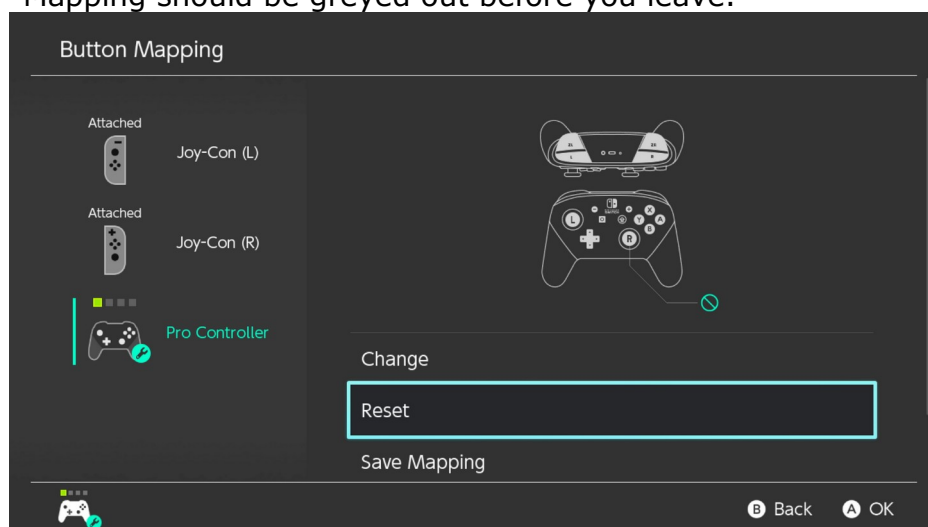 Mapping should be greyed out before you leave.
Button Mapping
Attached
Joy-Con (L)
Attached
Joy-Con (R)
Pro Controller
L
R
X
Y
A
B
L
R
Change
Reset
Save Mapping
B Back
A OK